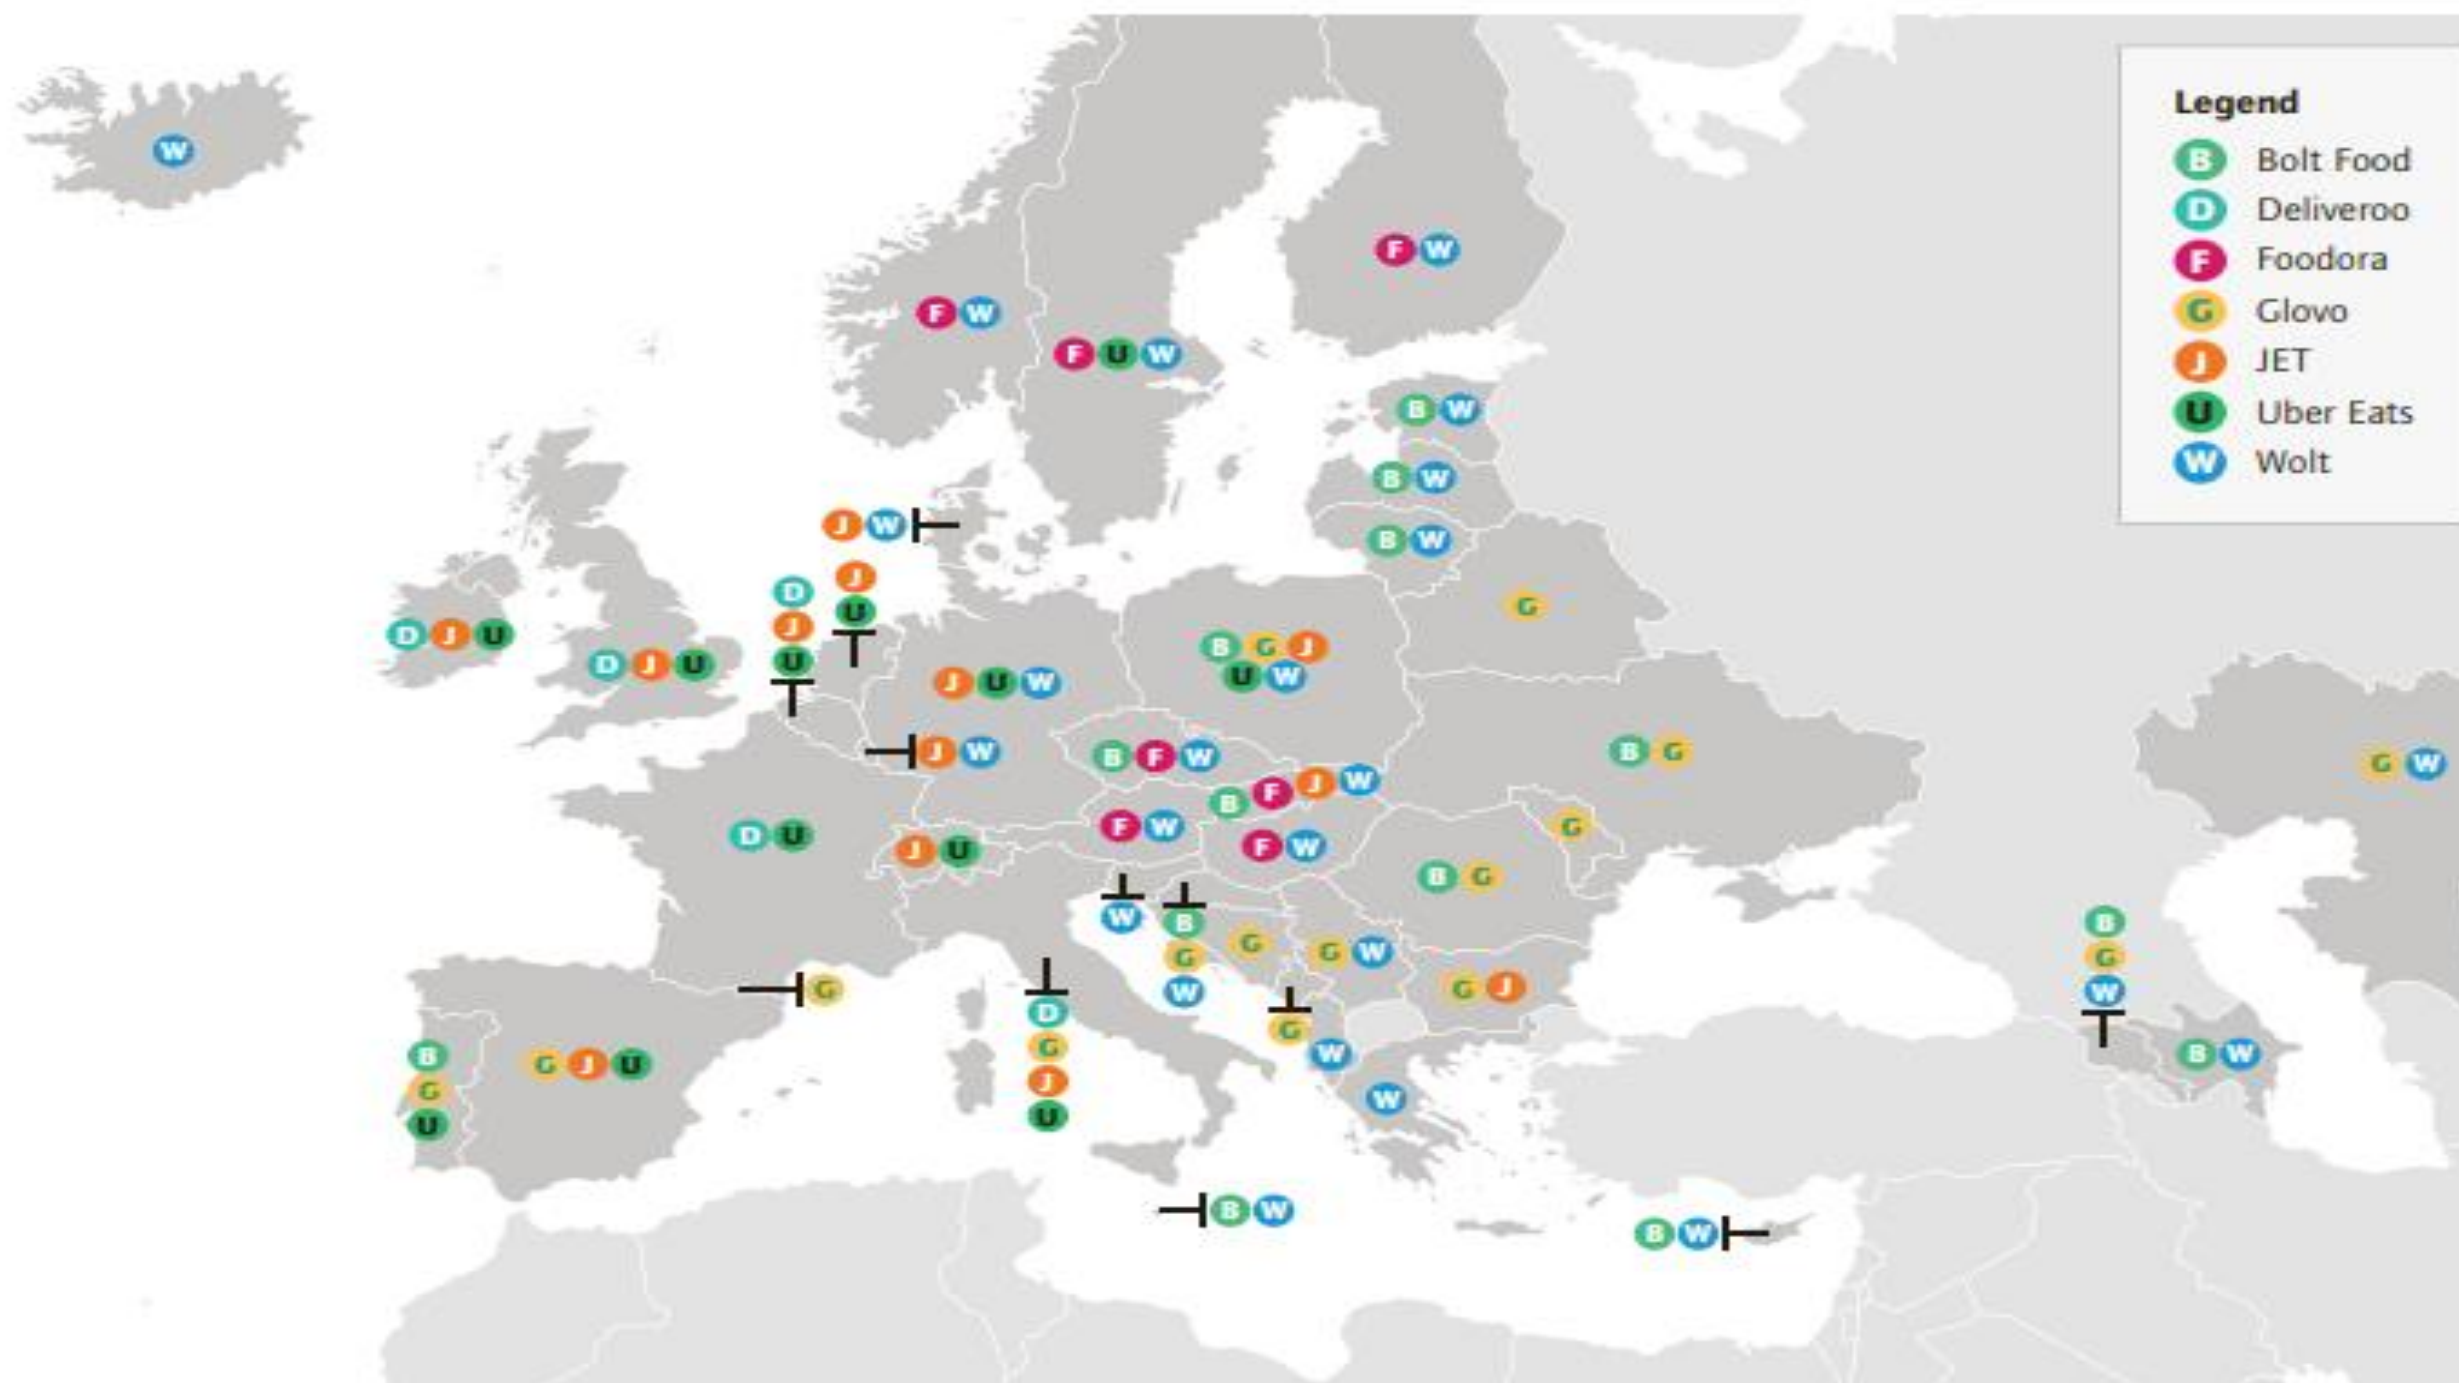 W
F W
F W
F U W
B W
B W
J W
B W
D
J
U
J
U
G
D J U
D J U
B G J
U W
J U W
J W
B F W
B G
G W
B F J W
F W
G
D U
J U
F W
B G
W
B
G
W
G
G W
G J
G
G
W
W
D
G
J
U
B
G
U
G J U
B
G
W
B W
B W
B W
Legend
B Bolt Food
D Deliveroo
F Foodora
G Glovo
J JET
U Uber Eats
W Wolt